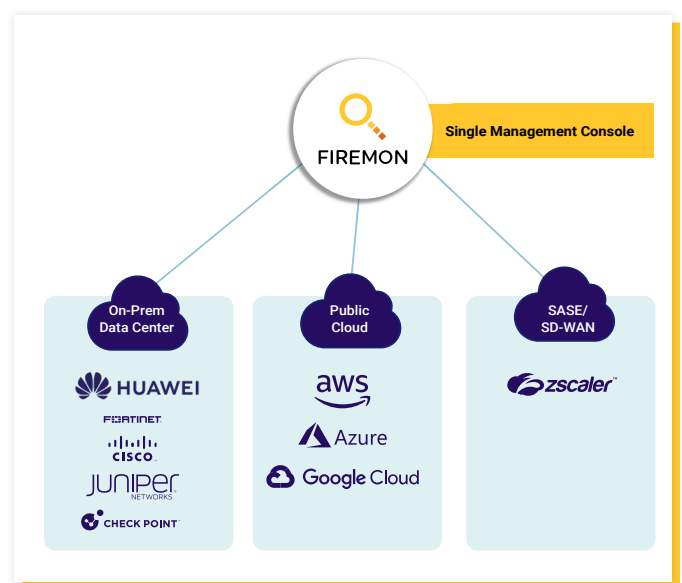 FIREMON
Single Management Console
On-Prem
Data Center
HUAWEI
FORTINET
CISCO
JUNIPER
NETWORKS
CHECK POINT
Public
Cloud
aws
Azure
Google Cloud
SASE/
SD-WAN
zscaler™